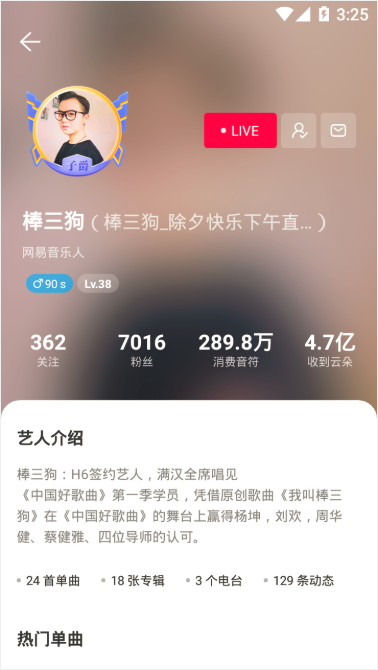 3:25
子爵
LIVE
棒三狗（棒三狗_除夕快乐下午直...）
网易音乐人
♂90 s Lv.38
362 7016 289.8万 4.7亿
关注 粉丝 消费音符 收到云朵
艺人介绍
棒三狗：H6签约艺人，满汉全席唱见
《中国好歌曲》第一季学员，凭借原创歌曲《我叫棒三
狗》在《中国好歌曲》的舞台上赢得杨坤，刘欢，周华
健、蔡健雅、四位导师的认可。
24 首单曲 18 张专辑 3 个电台 129 条动态
热门单曲